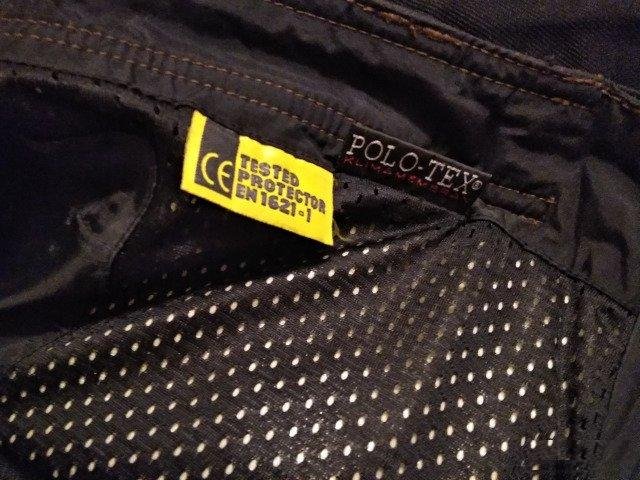 CE
TESTED
PROTECTOR
EN 1621-1
POLO-TEX®